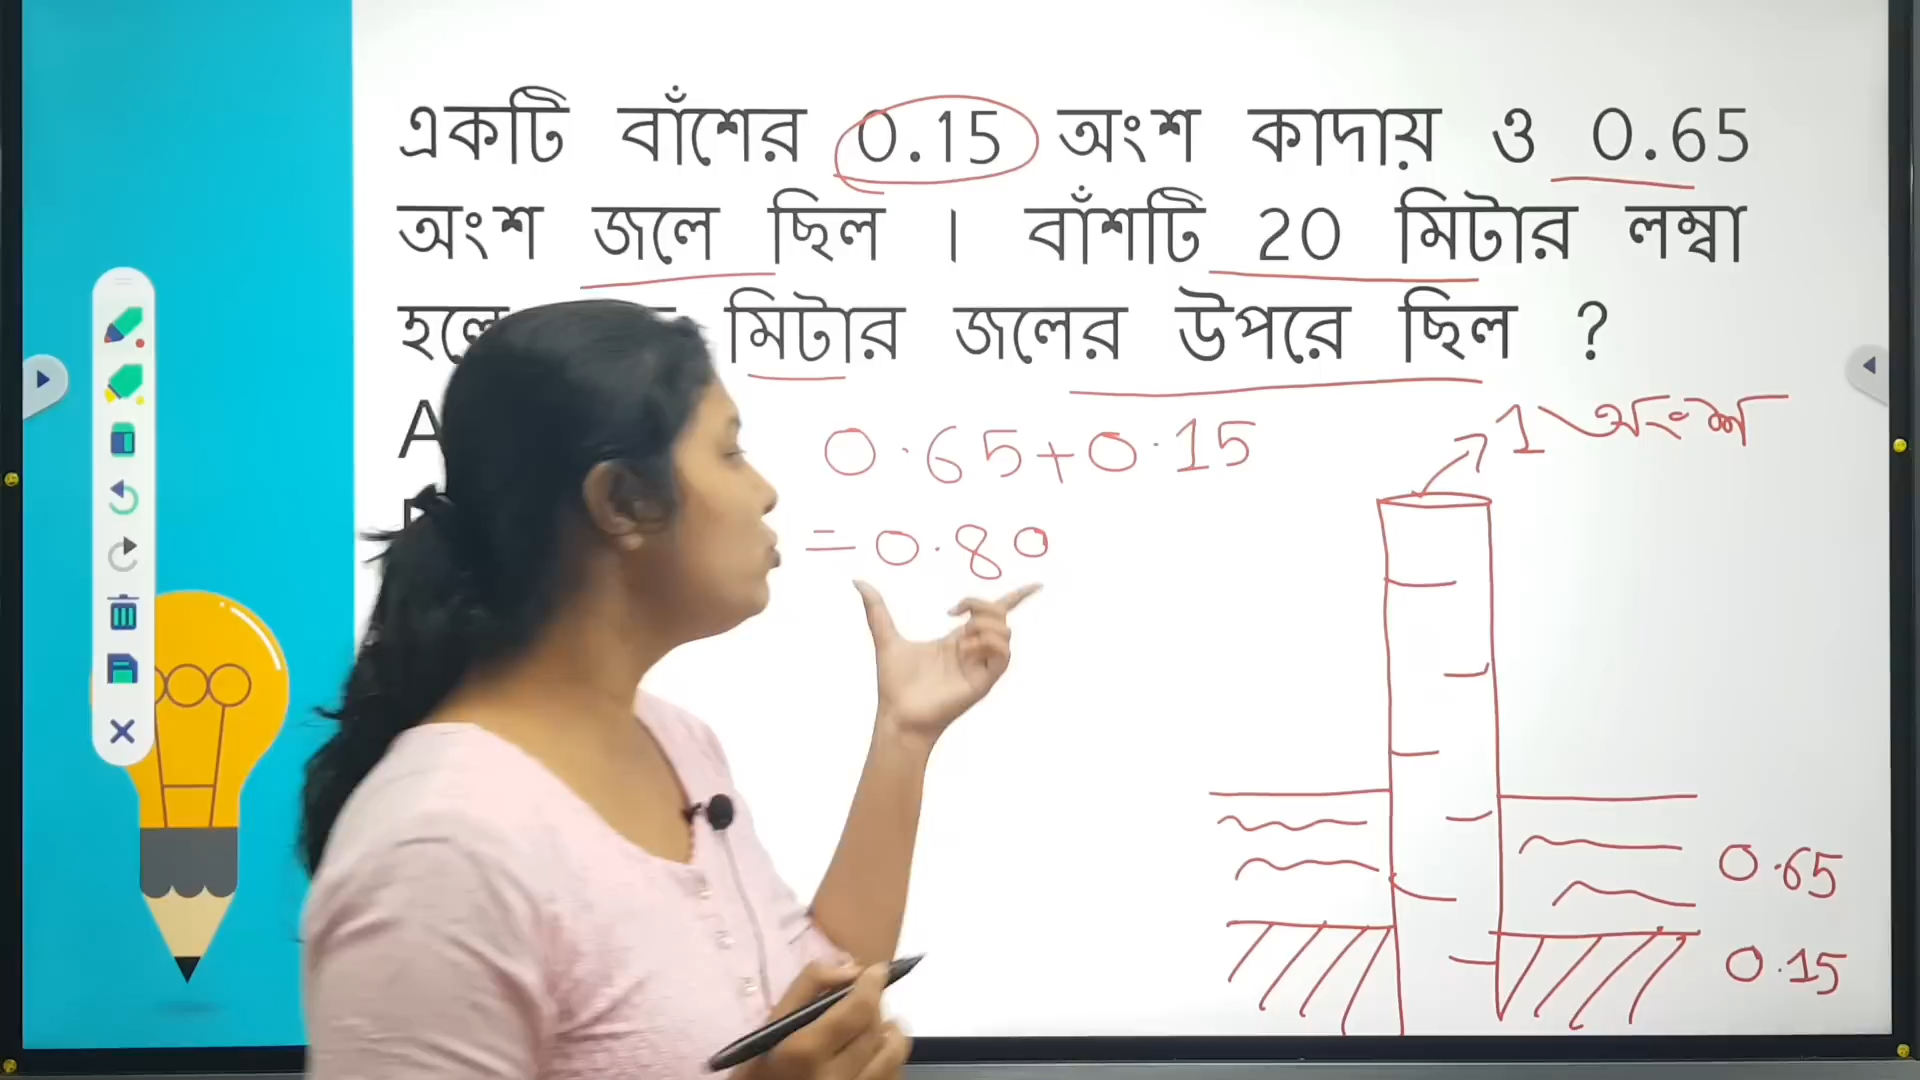 একটি বাঁশের 0.15 অংশ কাদায় ও 0.65
অংশ জলে ছিল । বাঁশটি 20 মিটার লম্বা
হলে মিটার জলের উপরে ছিল ?
A
0.65+0.15
=0.80
1 অংশ
0.65
0.15